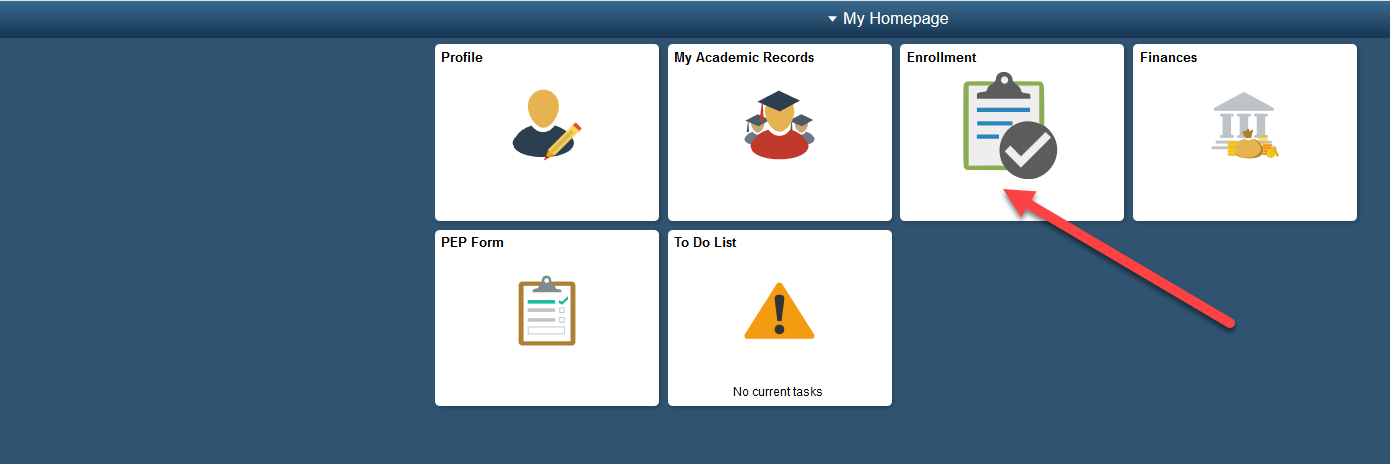 My Homepage
Profile
My Academic Records
Enrollment
Finances
PEP Form
To Do List
No current tasks